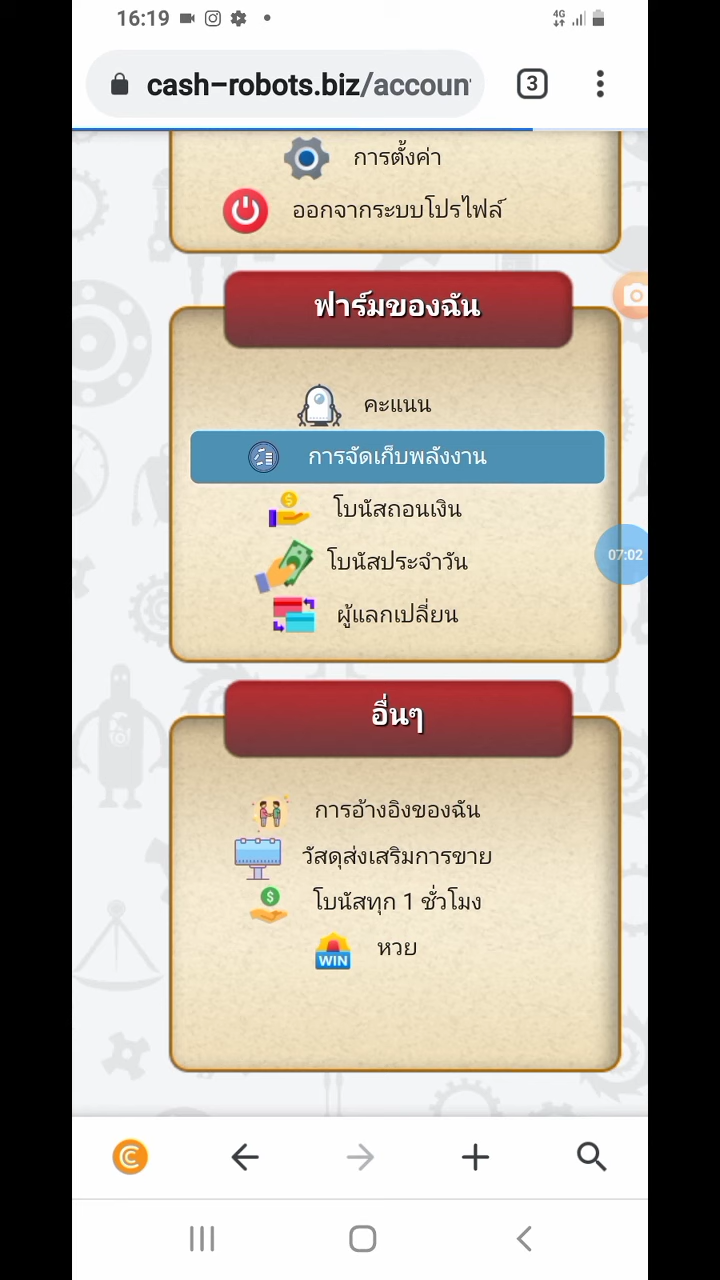 16:19
4G
cash-robots.biz/accoun
3
การตั้งค่า
ออกจากระบบโปรไฟล์
ฟาร์มของฉัน
คะแนน
การจัดเก็บพลังงาน
โบนัสถอนเงิน
07:02
โบนัสประจำวัน
ผู้แลกเปลี่ยน
อื่นๆ
การอ้างอิงของฉัน
วัสดุส่งเสริมการขาย
โบนัสทุก 1 ชั่วโมง
WIN หวย